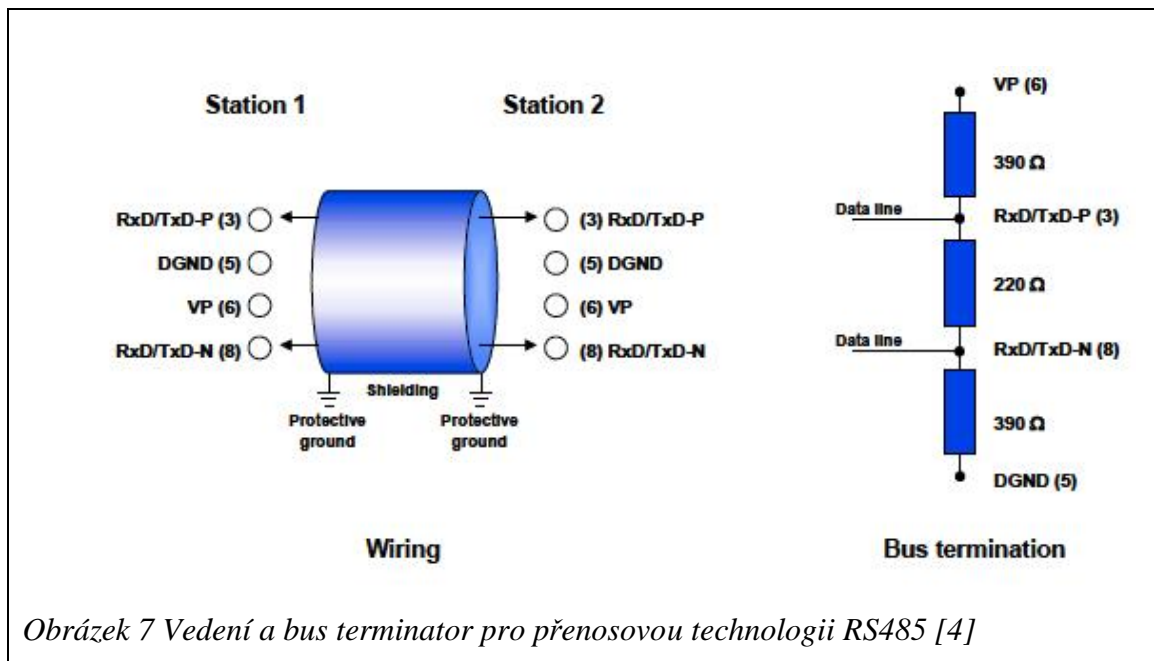 Station 1
Station 2
RxD/TxD-P (3)
DGND (5)
VP (6)
RxD/TxD-N (8)
(3) RxD/TxD-P
(5) DGND
(6) VP
(8) RxD/TxD-N
Shielding
Protective
ground
Protective
ground
Wiring
VP (6)
390 Ω
Data line
RxD/TxD-P (3)
220 Ω
Data line
RxD/TxD-N (8)
390 Ω
DGND (5)
Bus termination
Obrázek 7 Vedení a bus terminator pro přenosovou technologii RS485 [4]